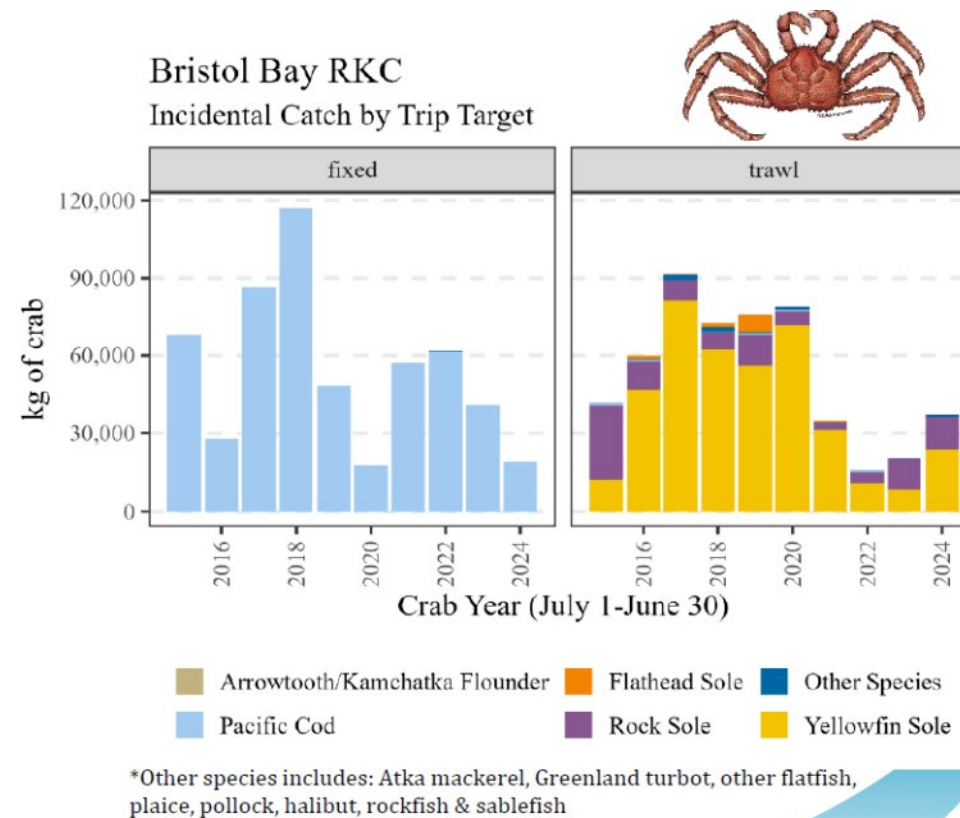 Bristol Bay RKC
Incidental Catch by Trip Target
fixed
trawl
kg of crab
120,000
90,000
60,000
30,000
0
2016
2018
2020
2022
2024
2016
2018
2020
2022
2024
Crab Year (July 1-June 30)
Arrowtooth/Kamchatka Flounder
Flathead Sole
Other Species
Pacific Cod
Rock Sole
Yellowfin Sole
*Other species includes: Atka mackerel, Greenland turbot, other flatfish,
plaice, pollock, halibut, rockfish & sablefish